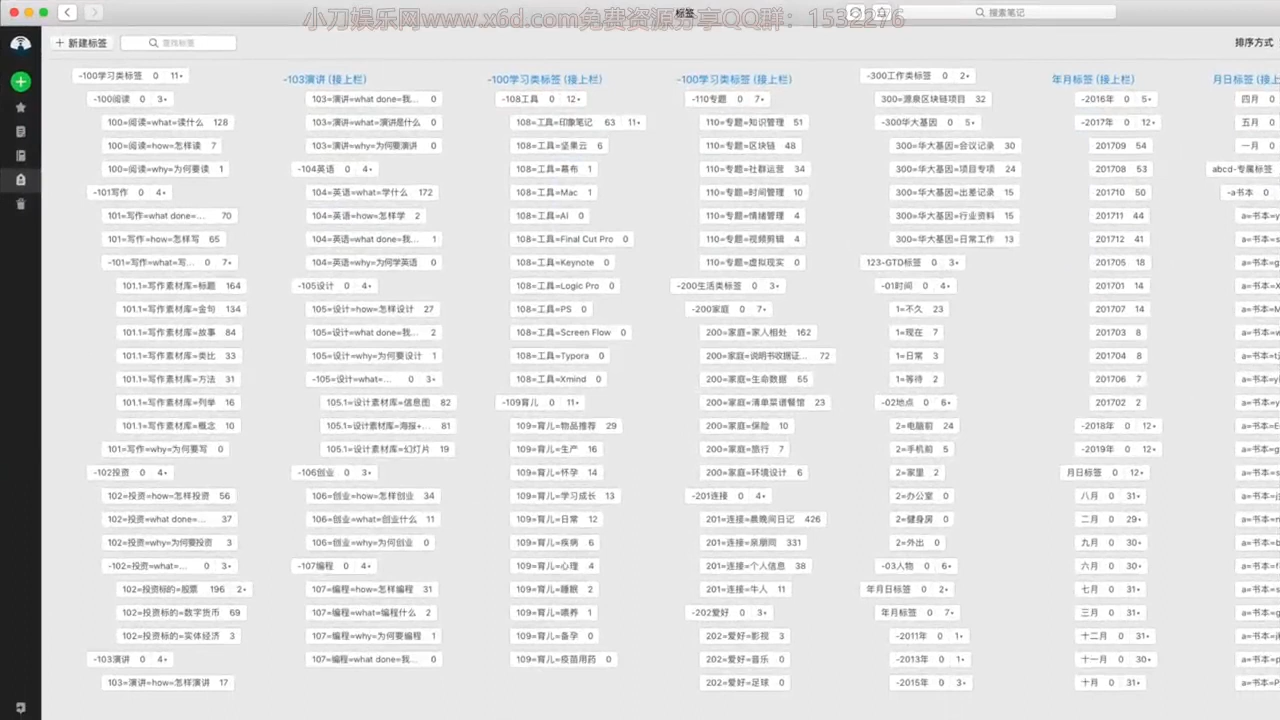 小刀娱乐网www.x6d.com免费资源分享QQ群：1532276
标签
搜索笔记
新建标签
查找标签
排序方式
-100学习类标签 0 11
-100阅读 0 3
100=阅读=what=读什么 128
100=阅读=how=怎样读 7
100=阅读=why=为何要读 1
-101写作 0 4
101=写作=what done=... 70
101=写作=how=怎样写 65
-101=写作=what=写... 0 7
101.1=写作素材库=标题 164
101.1=写作素材库=金句 134
101.1=写作素材库=故事 84
101.1=写作素材库=类比 33
101.1=写作素材库=方法 31
101.1=写作素材库=列举 16
101.1=写作素材库=概念 10
101=写作=why=为何要写 0
-102投资 0 4
102=投资=how=怎样投资 56
102=投资=what done=... 37
102=投资=why=为何要投资 3
-102=投资=what=... 0 3
102=投资标的=股票 196 2
102=投资标的=数字货币 69
102=投资标的=实体经济 3
-103演讲 0 4
103=演讲=how=怎样演讲 17
-103演讲 (接上栏)
103=演讲=what done=我... 0
103=演讲=what=演讲是什么 0
103=演讲=why=为何要演讲 0
-104英语 0 4
104=英语=what=学什么 172
104=英语=how=怎样学 2
104=英语=what done=我... 1
104=英语=why=为何学英语 0
-105设计 0 4
105=设计=how=怎样设计 27
105=设计=what done=我... 2
105=设计=why=为何要设计 1
-105=设计=what=... 0 3
105.1=设计素材库=信息图 82
105.1=设计素材库=海报+... 81
105.1=设计素材库=幻灯片 19
-106创业 0 3
106=创业=how=怎样创业 34
106=创业=what=创业什么 11
106=创业=why=为何创业 0
-107编程 0 4
107=编程=how=怎样编程 31
107=编程=what=编程什么 2
107=编程=why=为何要编程 1
107=编程=what done=我... 0
-100学习类标签 (接上栏)
-108工具 0 12
108=工具=印象笔记 63 11
108=工具=坚果云 6
108=工具=幕布 1
108=工具=Mac 1
108=工具=AI 0
108=工具=Final Cut Pro 0
108=工具=Keynote 0
108=工具=Logic Pro 0
108=工具=PS 0
108=工具=Screen Flow 0
108=工具=Typora 0
108=工具=Xmind 0
-109育儿 0 11
109=育儿=物品推荐 29
109=育儿=生产 16
109=育儿=怀孕 14
109=育儿=学习成长 13
109=育儿=日常 12
109=育儿=疾病 6
109=育儿=心理 4
109=育儿=睡眠 2
109=育儿=喂养 1
109=育儿=备孕 0
109=育儿=疫苗用药 0
-100学习类标签 (接上栏)
-110专题 0 7
110=专题=知识管理 51
110=专题=区块链 48
110=专题=社群运营 34
110=专题=时间管理 10
110=专题=情绪管理 4
110=专题=视频剪辑 4
110=专题=虚拟现实 0
-200生活类标签 0 3
-200家庭 0 7
200=家庭=家人相处 162
200=家庭=说明书收据证... 72
200=家庭=生命数据 55
200=家庭=清单菜谱餐馆 23
200=家庭=保险 10
200=家庭=旅行 7
200=家庭=环境设计 6
-201连接 0 4
201=连接=晨晚间日记 426
201=连接=亲朋同 331
201=连接=个人信息 38
201=连接=牛人 11
-202爱好 0 3
202=爱好=影视 3
202=爱好=音乐 0
202=爱好=足球 0
-300工作类标签 0 2
300=源泉区块链项目 32
-300华大基因 0 5
300=华大基因=会议记录 30
300=华大基因=项目专项 24
300=华大基因=出差记录 15
300=华大基因=行业资料 15
300=华大基因=日常工作 13
123-GTD标签 0 3
-01时间 0 4
1=不久 23
1=现在 7
1=日常 3
1=等待 2
-02地点 0 6
2=电脑前 24
2=手机前 5
2=家里 2
2=办公室 0
2=健身房 0
2=外出 0
-03人物 0 6
年月日标签 0 2
年月标签 0 7
-2011年 0 1
-2013年 0 1
-2015年 0 3
年月标签 (接上栏)
-2016年 0 5
-2017年 0 12
201709 54
201708 53
201710 50
201711 44
201712 41
201705 18
201701 14
201707 14
201703 8
201704 8
201706 7
201702 2
-2018年 0 12
-2019年 0 12
月日标签 0 12
八月 0 31
二月 0 29
九月 0 30
六月 0 30
七月 0 31
三月 0 31
十二月 0 31
十一月 0 30
十月 0 31
月日标签 (接上
四月 0
五月 0
一月 0
abcd-专属标签
-a书本 0
a=书本=y
a=书本=s
a=书本=g
a=书本=X
a=书本=M
a=书本=w
a=书本=t
a=书本=y
a=书本=y
a=书本=E
a=书本=g
a=书本=s
a=书本=p
a=书本=j
a=书本=b
a=书本=f
a=书本=j
a=书本=c
a=书本=d
a=书本=p
a=书本=P